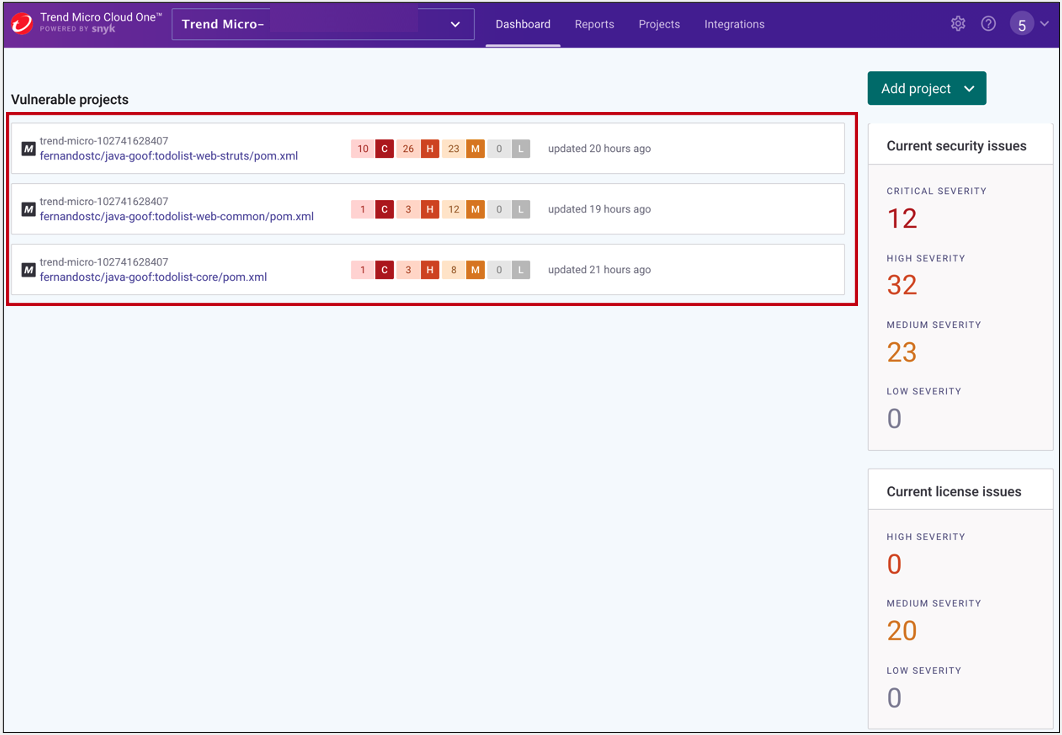 Trend Micro Cloud One™
POWERED BY snyk
Trend Micro–
Dashboard
Reports
Projects
Integrations
5
Vulnerable projects
Add project
M
trend-micro-102741628407
fernandostc/java-goof:todolist-web-struts/pom.xml
10 C 26 H 23 M 0 L
updated 20 hours ago
M
trend-micro-102741628407
fernandostc/java-goof:todolist-web-common/pom.xml
1 C 3 H 12 M 0 L
updated 19 hours ago
M
trend-micro-102741628407
fernandostc/java-goof:todolist-core/pom.xml
1 C 3 H 8 M 0 L
updated 21 hours ago
Current security issues
CRITICAL SEVERITY
12
HIGH SEVERITY
32
MEDIUM SEVERITY
23
LOW SEVERITY
0
Current license issues
HIGH SEVERITY
0
MEDIUM SEVERITY
20
LOW SEVERITY
0